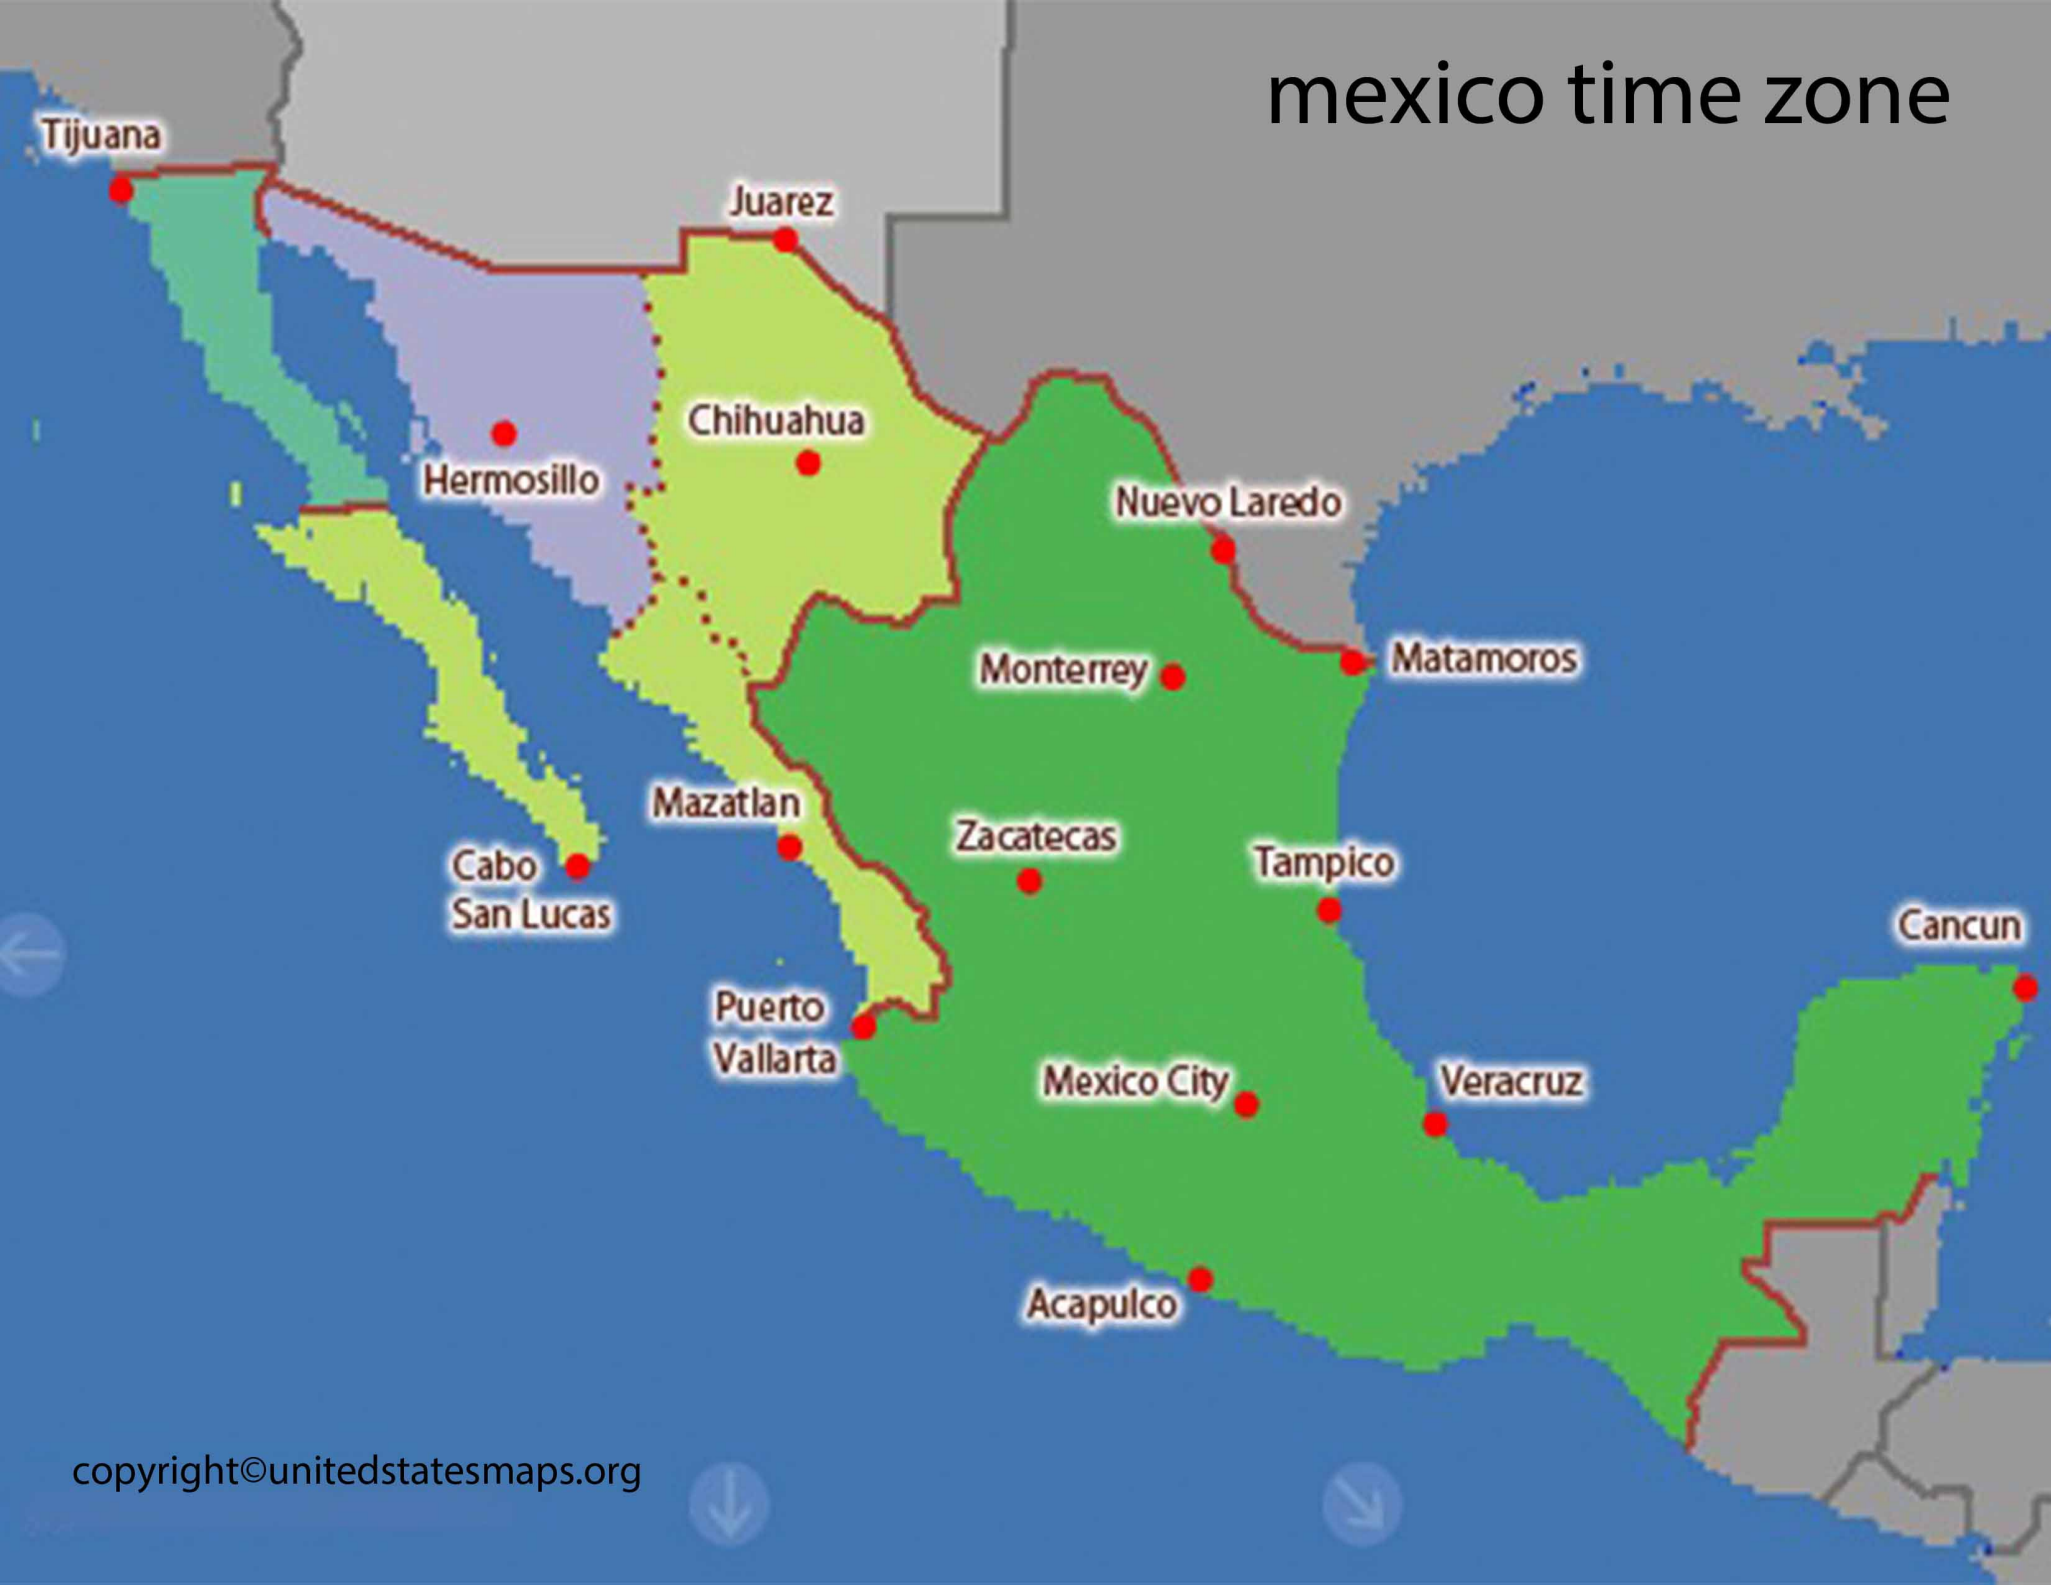 mexico time zone
Tijuana
Juarez
Chihuahua
Hermosillo
Nuevo Laredo
Monterrey
Matamoros
Mazatlan
Zacatecas
Tampico
Cabo
San Lucas
Cancun
Puerto
Vallarta
Mexico City
Veracruz
Acapulco
copyright©unitedstatesmaps.org